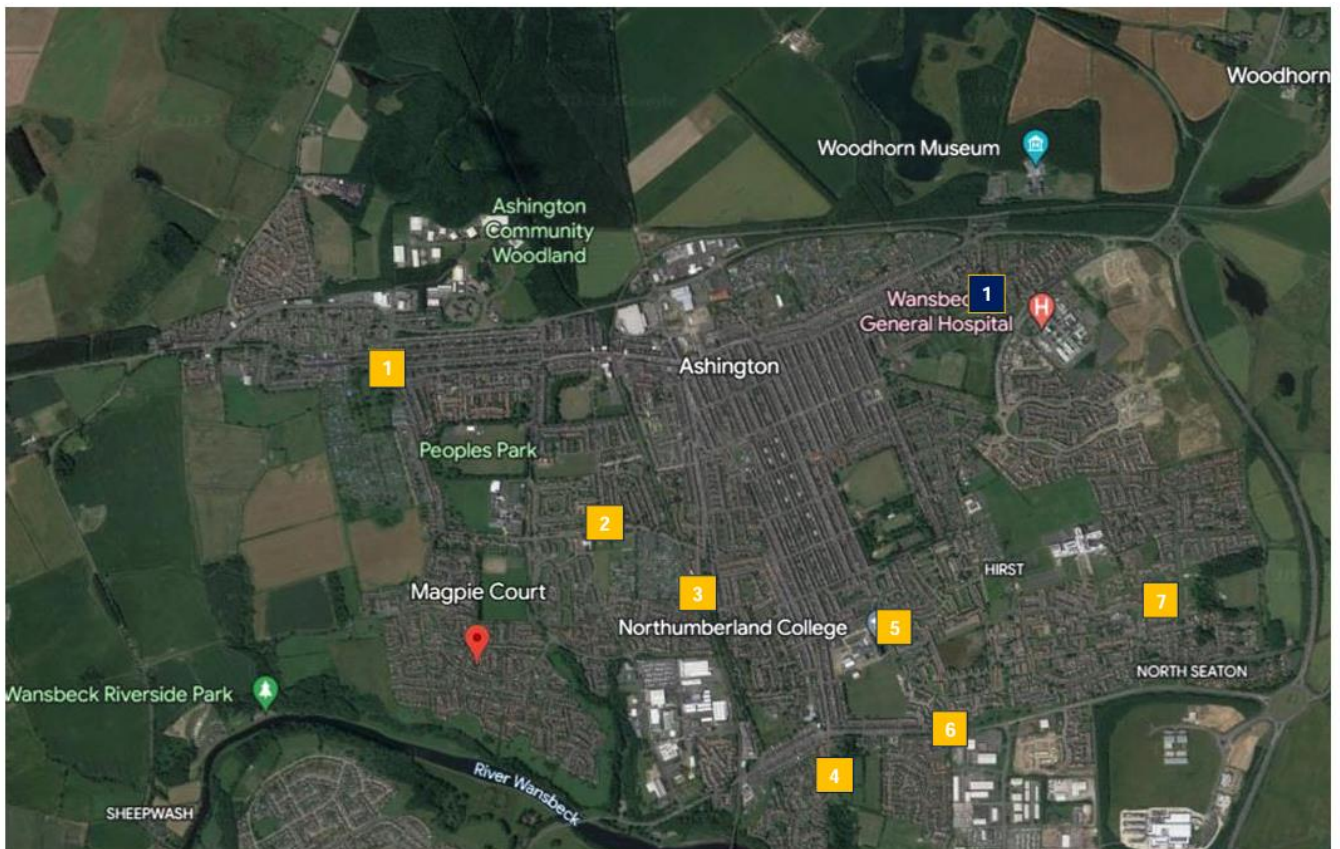 Woodhorn
Woodhorn Museum
Ashington
Community
Woodland
1
Wansbec
General Hospital
H
1
Ashington
Peoples Park
2
Magpie Court
3
HIRST
7
Northumberland College
5
Wansbeck Riverside Park
NORTH SEATON
6
4
River Wansbeck
SHEEPWASH